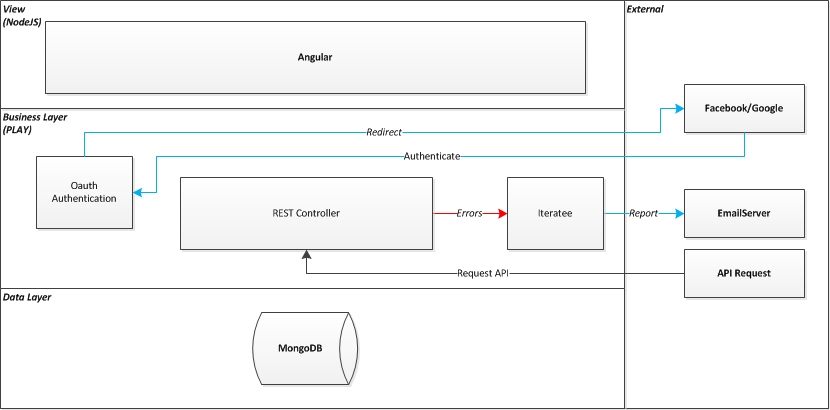 View
(NodeJS)
External
Angular
Business Layer
(PLAY)
Facebook/Google
Redirect
Authenticate
Oauth
Authentication
REST Controller
Errors
Iteratee
Report
EmailServer
Request API
API Request
Data Layer
MongoDB